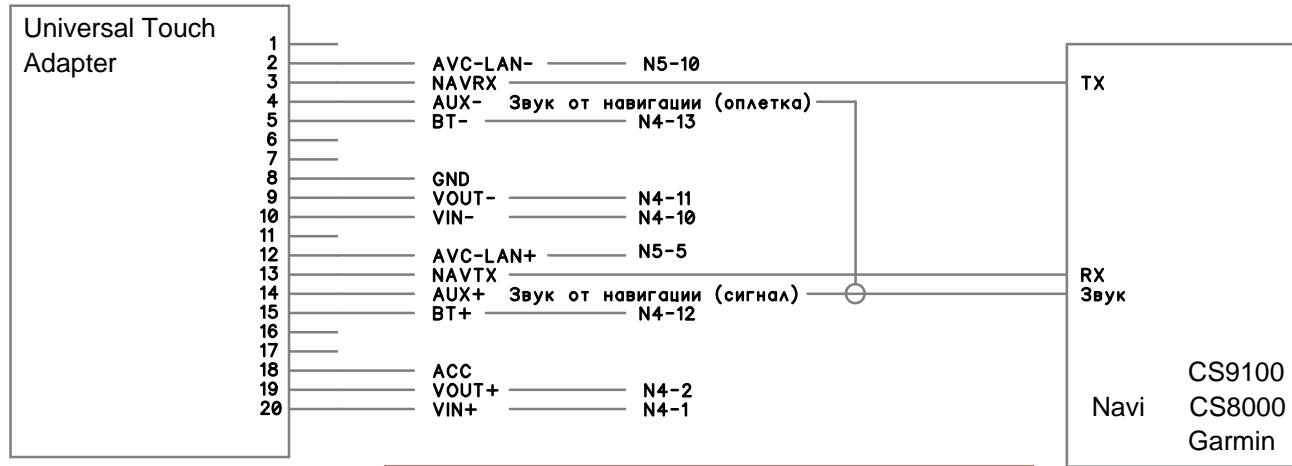 Universal Touch
Adapter
1
2 AVC-LAN- N5-10
3 NAVRX TX
4 AUX- Звук от навигации (оплетка)
5 BT- N4-13
6
7
8 GND
9 VOUT- N4-11
10 VIN- N4-10
11
12 AVC-LAN+ N5-5
13 NAVTX RX
14 AUX+ Звук от навигации (сигнал) Звук
15 BT+ N4-12
16
17
18 ACC
19 VOUT+ N4-2
20 VIN+ N4-1
CS9100
Navi CS8000
Garmin